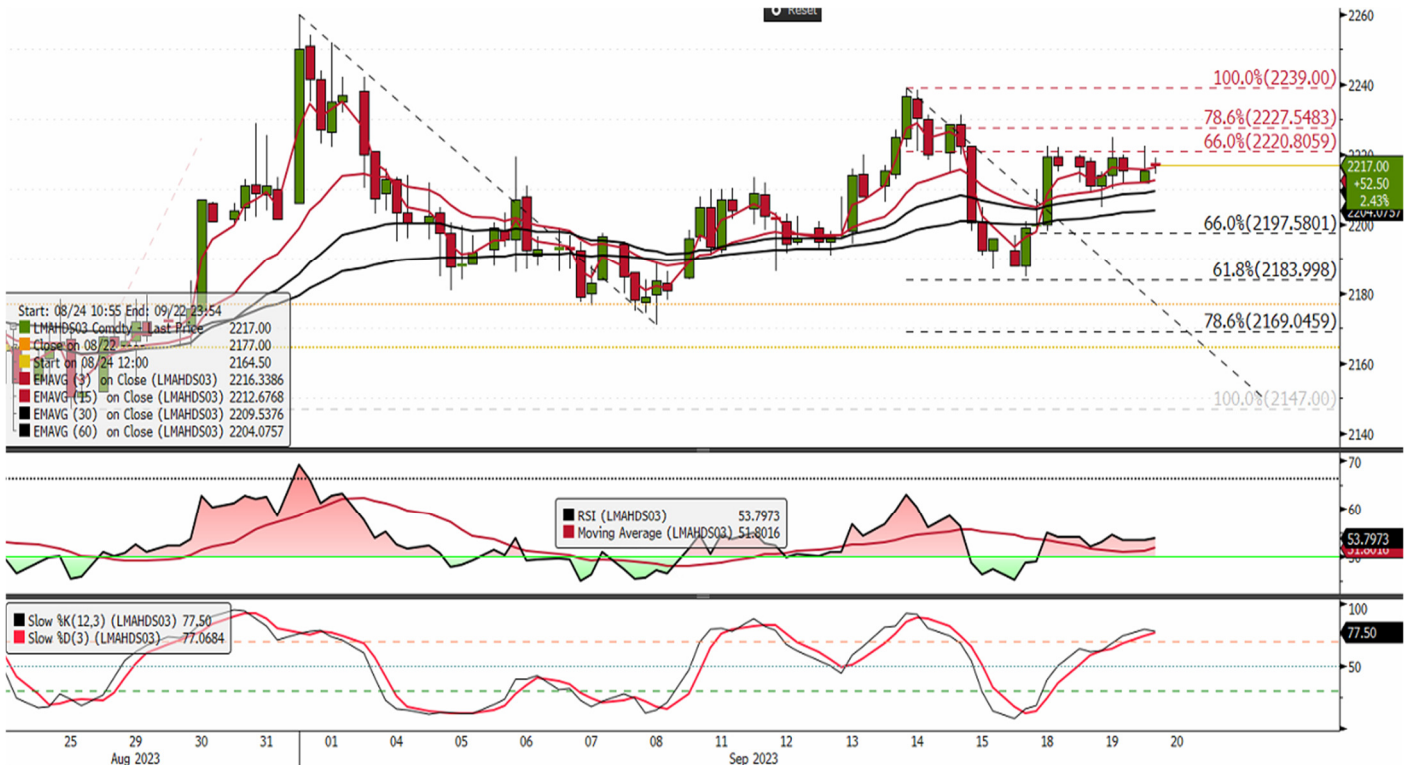 Reset
2260
2240
2220
2217.00
+52.50
2.43%
2204.0757
2200
2180
2160
2140
100.0%(2239.00)
78.6%(2227.5483)
66.0%(2220.8059)
66.0%(2197.5801)
61.8%(2183.998)
78.6%(2169.0459)
100.0%(2147.00)
Start: 08/24 10:55 End: 09/22 23:54
LMAHDS03 Comdty - Last Price 2217.00
Close on 08/22 ---- 2177.00
Start on 08/24 12:00 2164.50
EMAVG (3) on Close (LMAHDS03) 2216.3386
EMAVG (15) on Close (LMAHDS03) 2212.6768
EMAVG (30) on Close (LMAHDS03) 2209.5376
EMAVG (60) on Close (LMAHDS03) 2204.0757
70
60
53.7973
51.8016
50
RSI (LMAHDS03) 53.7973
Moving Average (LMAHDS03) 51.8016
Slow %K(12,3) (LMAHDS03) 77.50
Slow %D(3) (LMAHDS03) 77.0684
100
77.50
50
25 29 30 31 01 04 05 06 07 08 11 12 13 14 15 18 19 20
Aug 2023 Sep 2023